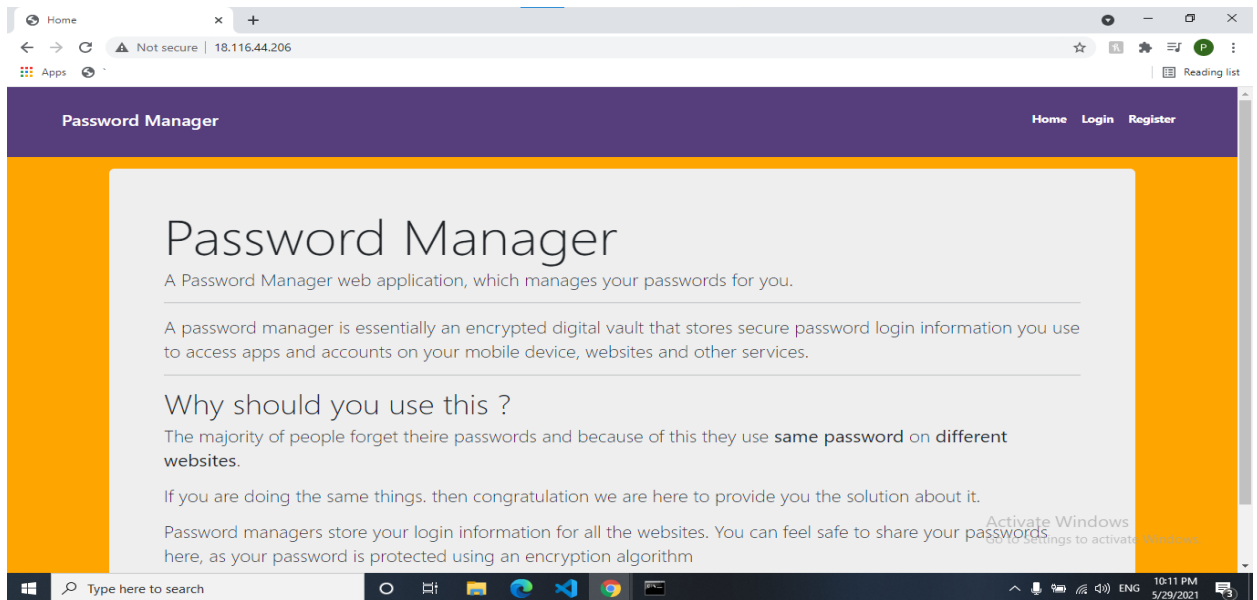 Home
Not secure | 18.116.44.206
Apps
Reading list
Password Manager
Home Login Register
Password Manager
A Password Manager web application, which manages your passwords for you.
A password manager is essentially an encrypted digital vault that stores secure password login information you use
to access apps and accounts on your mobile device, websites and other services.
Why should you use this ?
The majority of people forget theire passwords and because of this they use same password on different
websites.
If you are doing the same things. then congratulation we are here to provide you the solution about it.
Password managers store your login information for all the websites. You can feel safe to share your passwords
here, as your password is protected using an encryption algorithm
Activate Windows
Go to Settings to activate Windows.
Type here to search
ENG
10:11 PM
5/29/2021
3
P